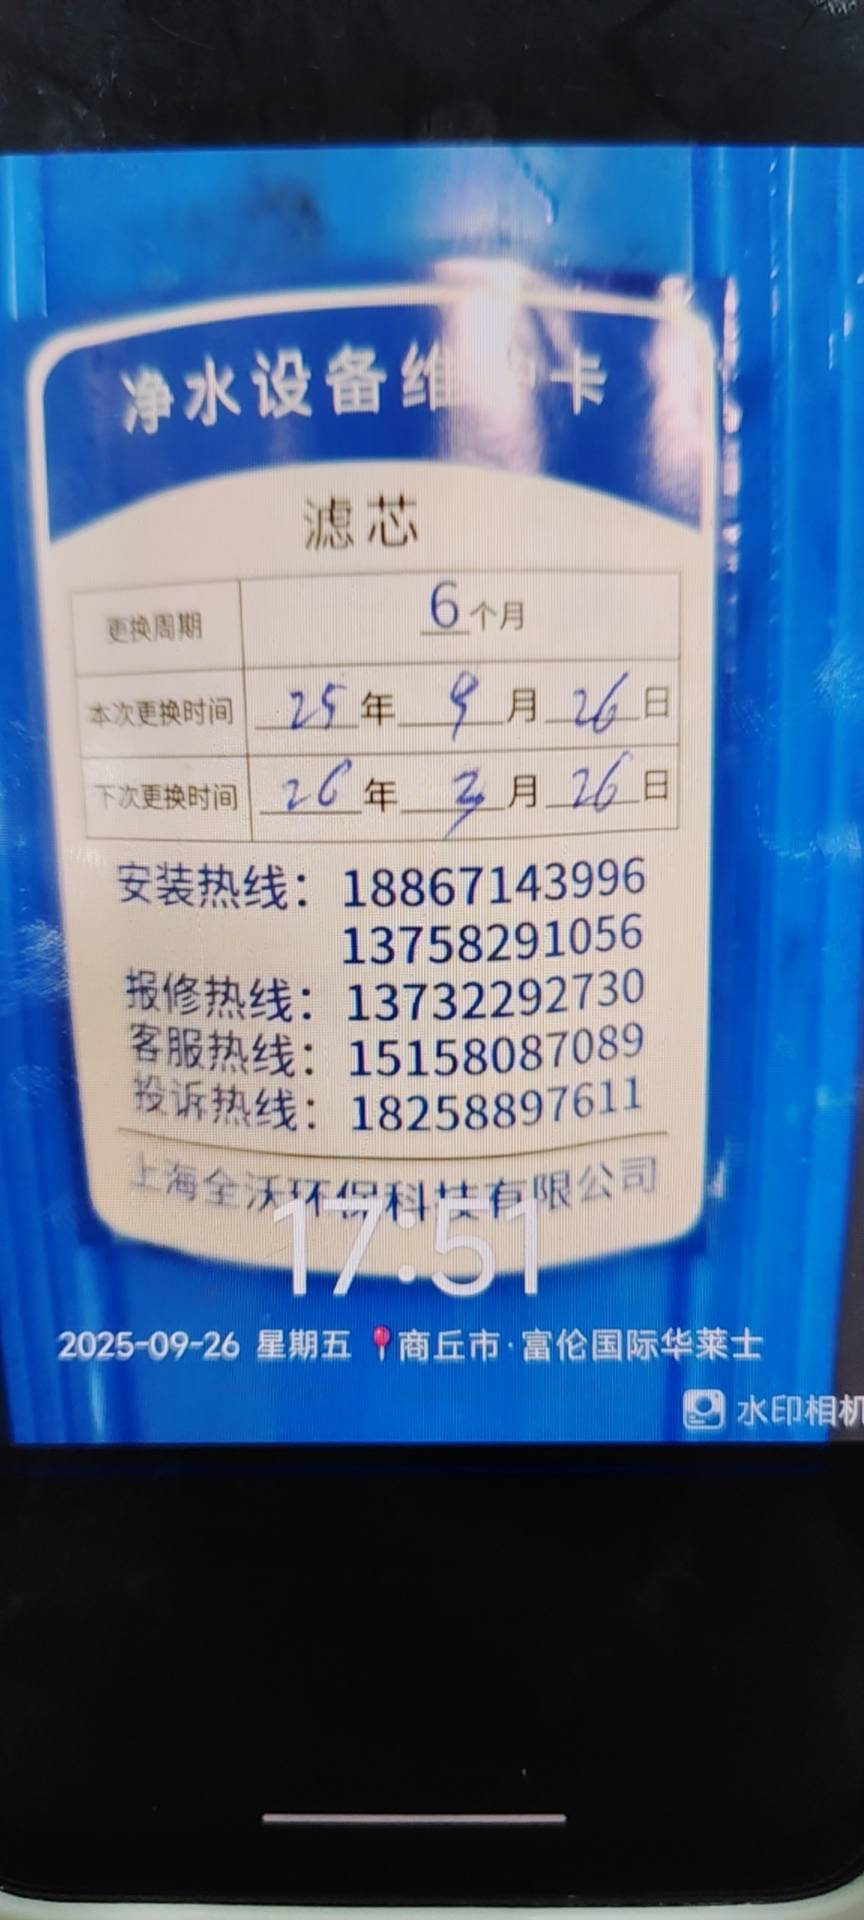 净水设备维护卡
滤芯
更换周期 6个月
本次更换时间 25年9月26日
下次更换时间 26年3月26日
安装热线：18867143996
13758291056
报修热线：13732292730
客服热线：15158087089
投诉热线：18258897611
上海全沃环保科技有限公司
17:51
2025-09-26 星期五 商丘市·富伦国际华莱士
水印相机